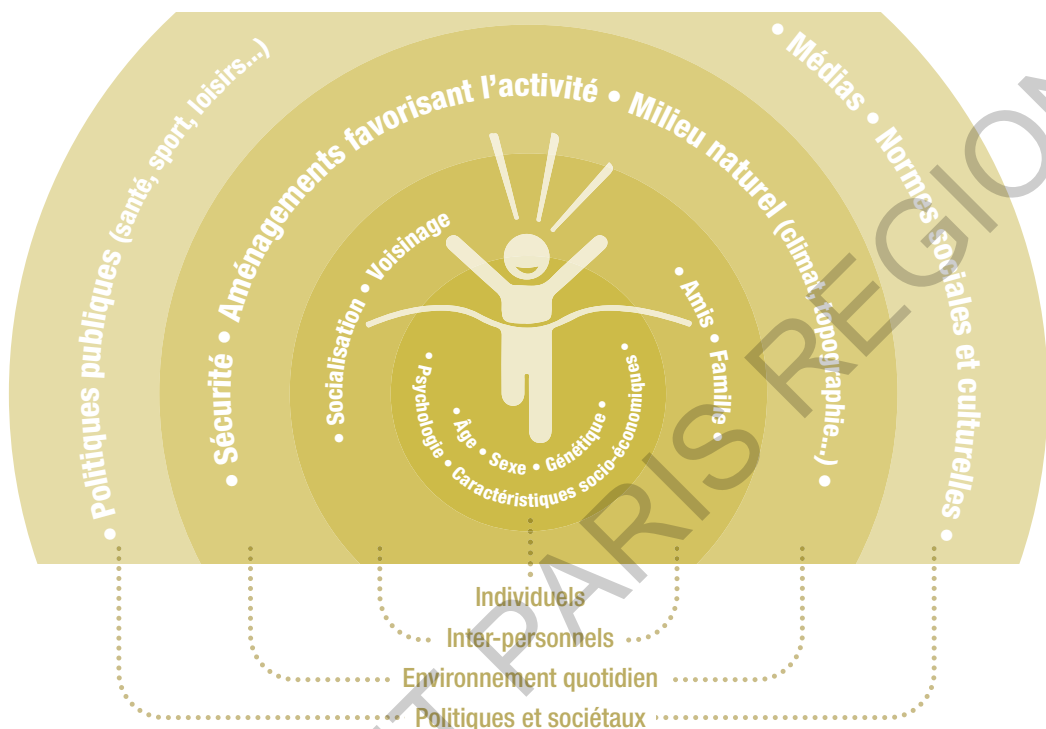 • Politiques publiques (santé, sport, loisirs...)
• Médias • Normes sociales et culturelles •
• Sécurité • Aménagements favorisant l'activité • Milieu naturel (climat, topographie...) •
• Socialisation • Voisinage
• Amis • Famille •
• Âge • Sexe • Génétique •
• Psychologie • Caractéristiques socio-économiques •
Individuels
Inter-personnels
Environnement quotidien
Politiques et sociétaux
PARIS REGION